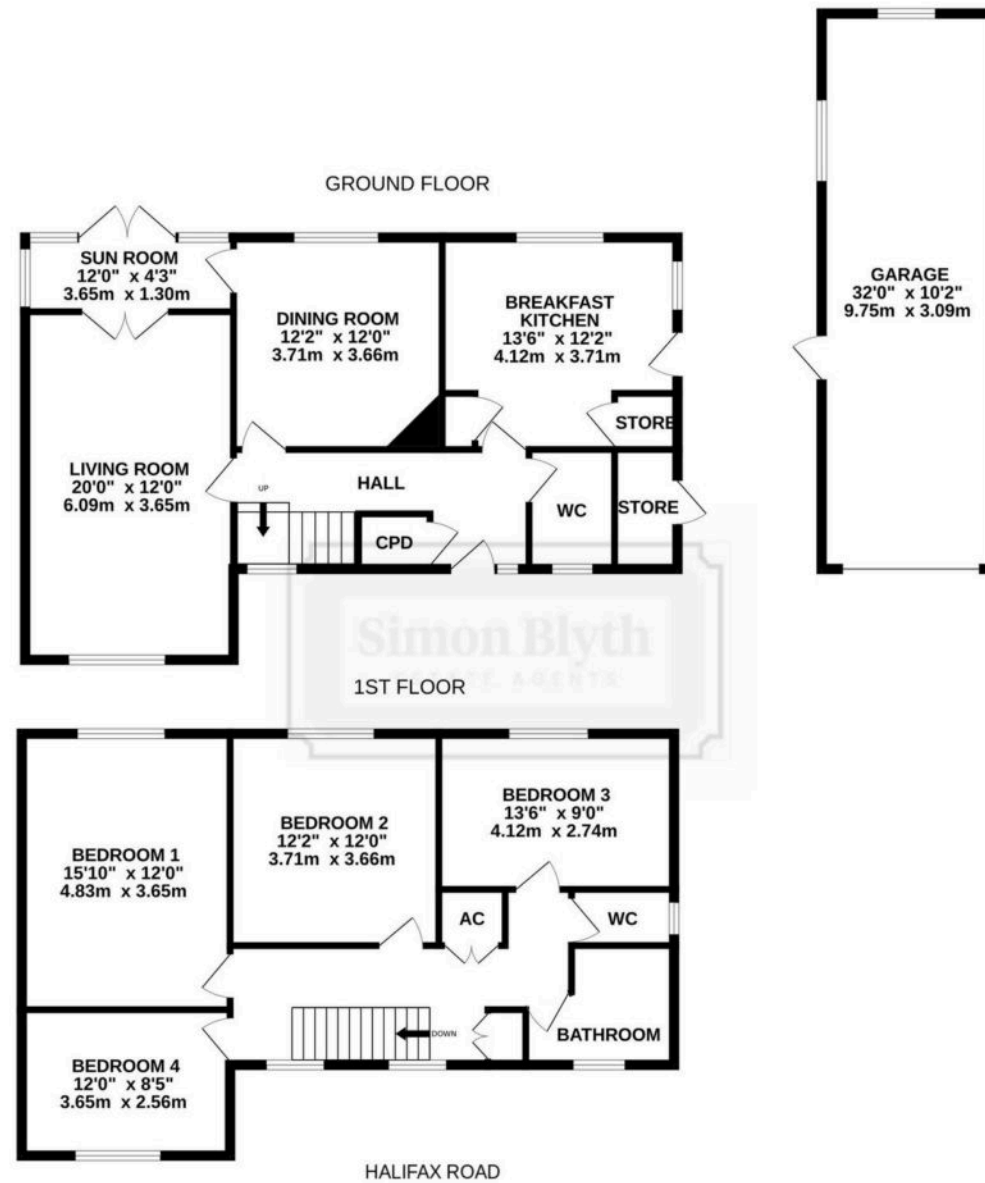 GROUND FLOOR
SUN ROOM
12'0" x 4'3"
3.65m x 1.30m
DINING ROOM
12'2" x 12'0"
3.71m x 3.66m
BREAKFAST
KITCHEN
13'6" x 12'2"
4.12m x 3.71m
STORE
GARAGE
32'0" x 10'2"
9.75m x 3.09m
LIVING ROOM
20'0" x 12'0"
6.09m x 3.65m
UP
HALL
CPD
WC
STORE
Simon Blyth
ESTATE AGENTS
1ST FLOOR
BEDROOM 1
15'10" x 12'0"
4.83m x 3.65m
BEDROOM 2
12'2" x 12'0"
3.71m x 3.66m
BEDROOM 3
13'6" x 9'0"
4.12m x 2.74m
AC
WC
DOWN
BATHROOM
BEDROOM 4
12'0" x 8'5"
3.65m x 2.56m
HALIFAX ROAD